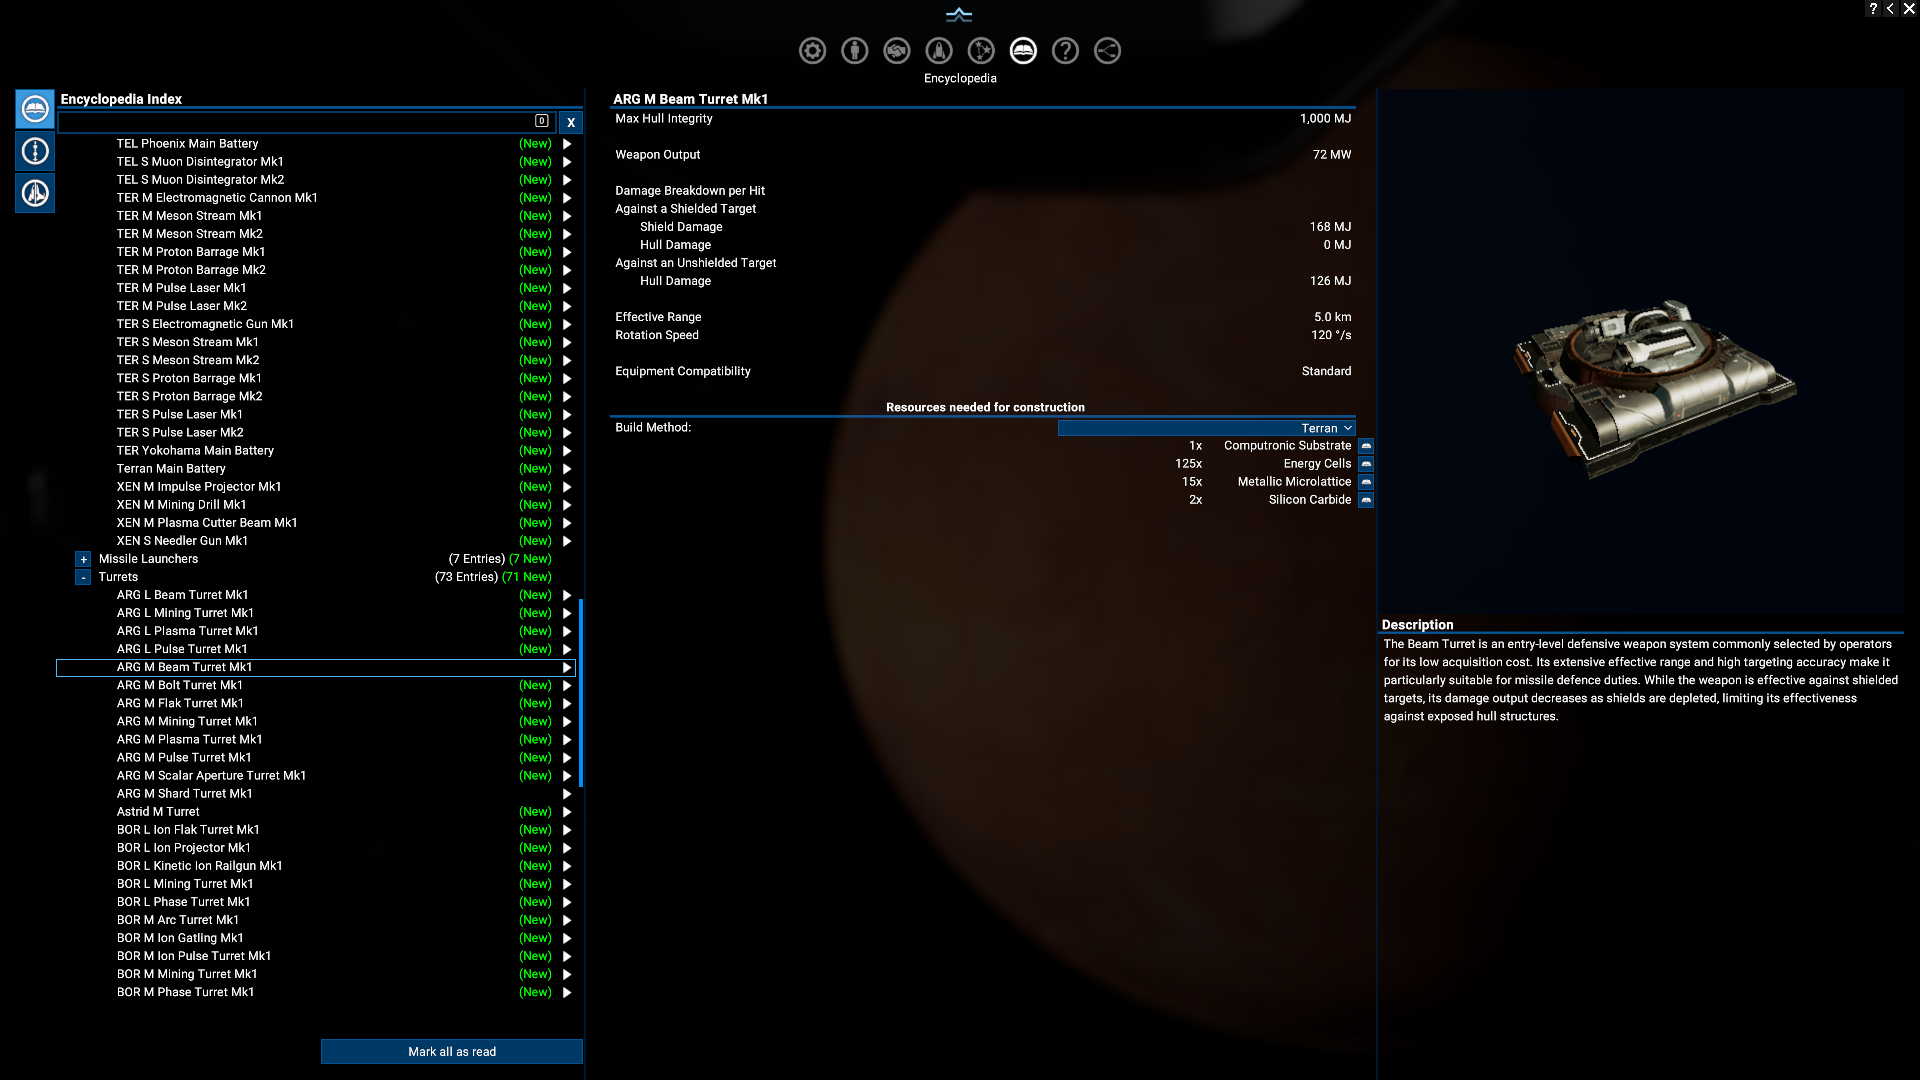 ? < X
Encyclopedia
Encyclopedia Index
0 X
TEL Phoenix Main Battery (New)
TEL S Muon Disintegrator Mk1 (New)
TEL S Muon Disintegrator Mk2 (New)
TER M Electromagnetic Cannon Mk1 (New)
TER M Meson Stream Mk1 (New)
TER M Meson Stream Mk2 (New)
TER M Proton Barrage Mk1 (New)
TER M Proton Barrage Mk2 (New)
TER M Pulse Laser Mk1 (New)
TER M Pulse Laser Mk2 (New)
TER S Electromagnetic Gun Mk1 (New)
TER S Meson Stream Mk1 (New)
TER S Meson Stream Mk2 (New)
TER S Proton Barrage Mk1 (New)
TER S Proton Barrage Mk2 (New)
TER S Pulse Laser Mk1 (New)
TER S Pulse Laser Mk2 (New)
TER Yokohama Main Battery (New)
Terran Main Battery (New)
XEN M Impulse Projector Mk1 (New)
XEN M Mining Drill Mk1 (New)
XEN M Plasma Cutter Beam Mk1 (New)
XEN S Needler Gun Mk1 (New)
+ Missile Launchers (7 Entries) (7 New)
- Turrets (73 Entries) (71 New)
ARG L Beam Turret Mk1 (New)
ARG L Mining Turret Mk1 (New)
ARG L Plasma Turret Mk1 (New)
ARG L Pulse Turret Mk1 (New)
ARG M Beam Turret Mk1
ARG M Bolt Turret Mk1 (New)
ARG M Flak Turret Mk1 (New)
ARG M Mining Turret Mk1 (New)
ARG M Plasma Turret Mk1 (New)
ARG M Pulse Turret Mk1 (New)
ARG M Scalar Aperture Turret Mk1 (New)
ARG M Shard Turret Mk1
Astrid M Turret (New)
BOR L Ion Flak Turret Mk1 (New)
BOR L Ion Projector Mk1 (New)
BOR L Kinetic Ion Railgun Mk1 (New)
BOR L Mining Turret Mk1 (New)
BOR L Phase Turret Mk1 (New)
BOR M Arc Turret Mk1 (New)
BOR M Ion Gatling Mk1 (New)
BOR M Ion Pulse Turret Mk1 (New)
BOR M Mining Turret Mk1 (New)
BOR M Phase Turret Mk1 (New)
Mark all as read
ARG M Beam Turret Mk1
Max Hull Integrity 1,000 MJ
Weapon Output 72 MW
Damage Breakdown per Hit
Against a Shielded Target
Shield Damage 168 MJ
Hull Damage 0 MJ
Against an Unshielded Target
Hull Damage 126 MJ
Effective Range 5.0 km
Rotation Speed 120 °/s
Equipment Compatibility Standard
Resources needed for construction
Build Method: Terran
1x Computronic Substrate
125x Energy Cells
15x Metallic Microlattice
2x Silicon Carbide
Description
The Beam Turret is an entry-level defensive weapon system commonly selected by operators
for its low acquisition cost. Its extensive effective range and high targeting accuracy make it
particularly suitable for missile defence duties. While the weapon is effective against shielded
targets, its damage output decreases as shields are depleted, limiting its effectiveness
against exposed hull structures.